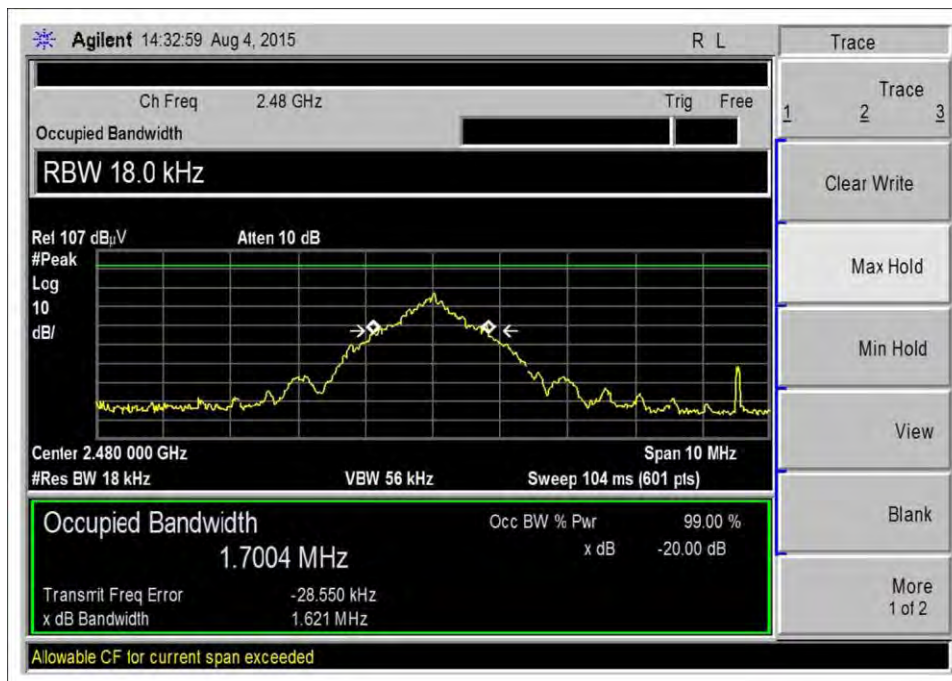 Agilent 14:32:59 Aug 4, 2015 R L Trace
Ch Freq 2.48 GHz Trig Free
Occupied Bandwidth
RBW 18.0 kHz
Ref 107 dBµV Atten 10 dB
#Peak
Log
10
dB/
Center 2.480 000 GHz Span 10 MHz
#Res BW 18 kHz VBW 56 kHz Sweep 104 ms (601 pts)
Occupied Bandwidth Occ BW % Pwr 99.00 %
1.7004 MHz x dB -20.00 dB
Transmit Freq Error -28.550 kHz
x dB Bandwidth 1.621 MHz
Allowable CF for current span exceeded
Trace
1 2 3
Clear Write
Max Hold
Min Hold
View
Blank
More
1 of 2